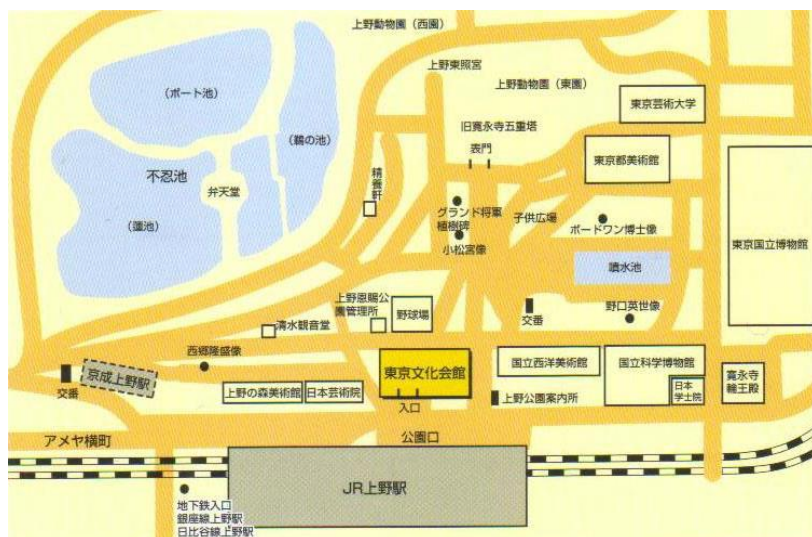 上野動物園(西園)
上野東照宮
上野動物園(東園)
東京芸術大学
(ボート池)
旧寛永寺五重塔
(鵜の池)
表門
東京都美術館
精養軒
不忍池
弁天堂
グランド将軍
植樹碑
子供広場
ボードワン博士像
東京国立博物館
(蓮池)
小松宮像
噴水池
上野恩賜公
園管理所
野球場
交番
野口英世像
清水観音堂
西郷隆盛像
東京文化会館
国立西洋美術館
国立科学博物館
寛永寺
輪王殿
京成上野駅
交番
上野の森美術館
日本芸術院
入口
上野公園案内所
日本
学士院
アメヤ横町
公園口
JR上野駅
地下鉄入口
銀座線上野駅
日比谷線上野駅